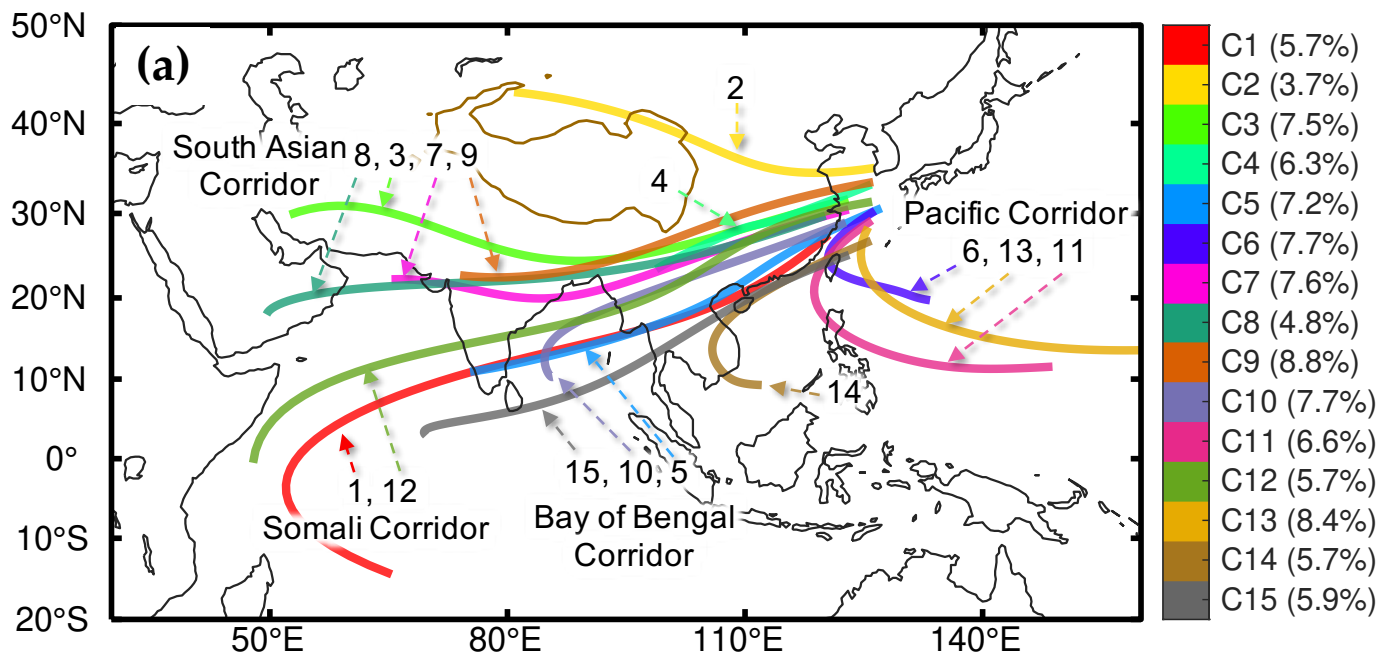 (a)
50°N
40°N
30°N
20°N
10°N
0°
10°S
20°S
50°E
80°E
110°E
140°E
2
South Asian
Corridor
8, 3, 7, 9
4
Pacific Corridor
6, 13, 11
14
1, 12
Somali Corridor
15, 10, 5
Bay of Bengal
Corridor
C1 (5.7%)
C2 (3.7%)
C3 (7.5%)
C4 (6.3%)
C5 (7.2%)
C6 (7.7%)
C7 (7.6%)
C8 (4.8%)
C9 (8.8%)
C10 (7.7%)
C11 (6.6%)
C12 (5.7%)
C13 (8.4%)
C14 (5.7%)
C15 (5.9%)